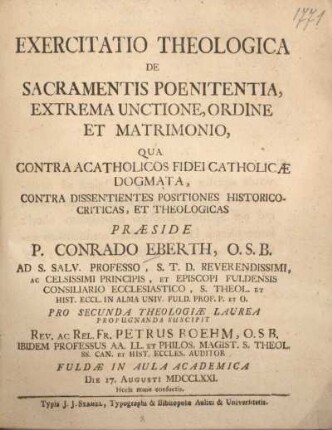 1771
EXERCITATIO THEOLOGICA
DE
SACRAMENTIS POENITENTIA,
EXTREMA UNCTIONE, ORDINE
ET MATRIMONIO,
QUA
CONTRA ACATHOLICOS FIDEI CATHOLICÆ
DOGMATA,
CONTRA DISSENTIENTES POSITIONES HISTORICO-
CRITICAS, ET THEOLOGICAS
PRÆSIDE
P. CONRADO EBERTH, O. S. B.
AD S. SALV. PROFESSO, S. T. D. REVERENDISSIMI,
AC CELSISSIMI PRINCIPIS, ET EPISCOPI FULDENSIS
CONSILIARIO ECCLESIASTICO, S. THEOL. ET
HIST. ECCL. IN ALMA UNIV. FULD. PROF. P. ET O.
PRO SECUNDA THEOLOGIÆ LAUREA
PROPUGNANDA SUSCIPIT
REV. AC REL. FR. PETRUS BOEHM, O. S. B.
IBIDEM PROFESSUS AA. LL. ET PHILOS. MAGIST. S. THEOL.
SS. CAN. ET HIST. ECCLES. AUDITOR
FULDÆ IN AULA ACADEMICA
DIE 17. AUGUSTI MDCCLXXI.
Horis mane consuetis.
Typis J. J. Stahel, Typographi & Bibliopolæ Aulici & Universitatis.